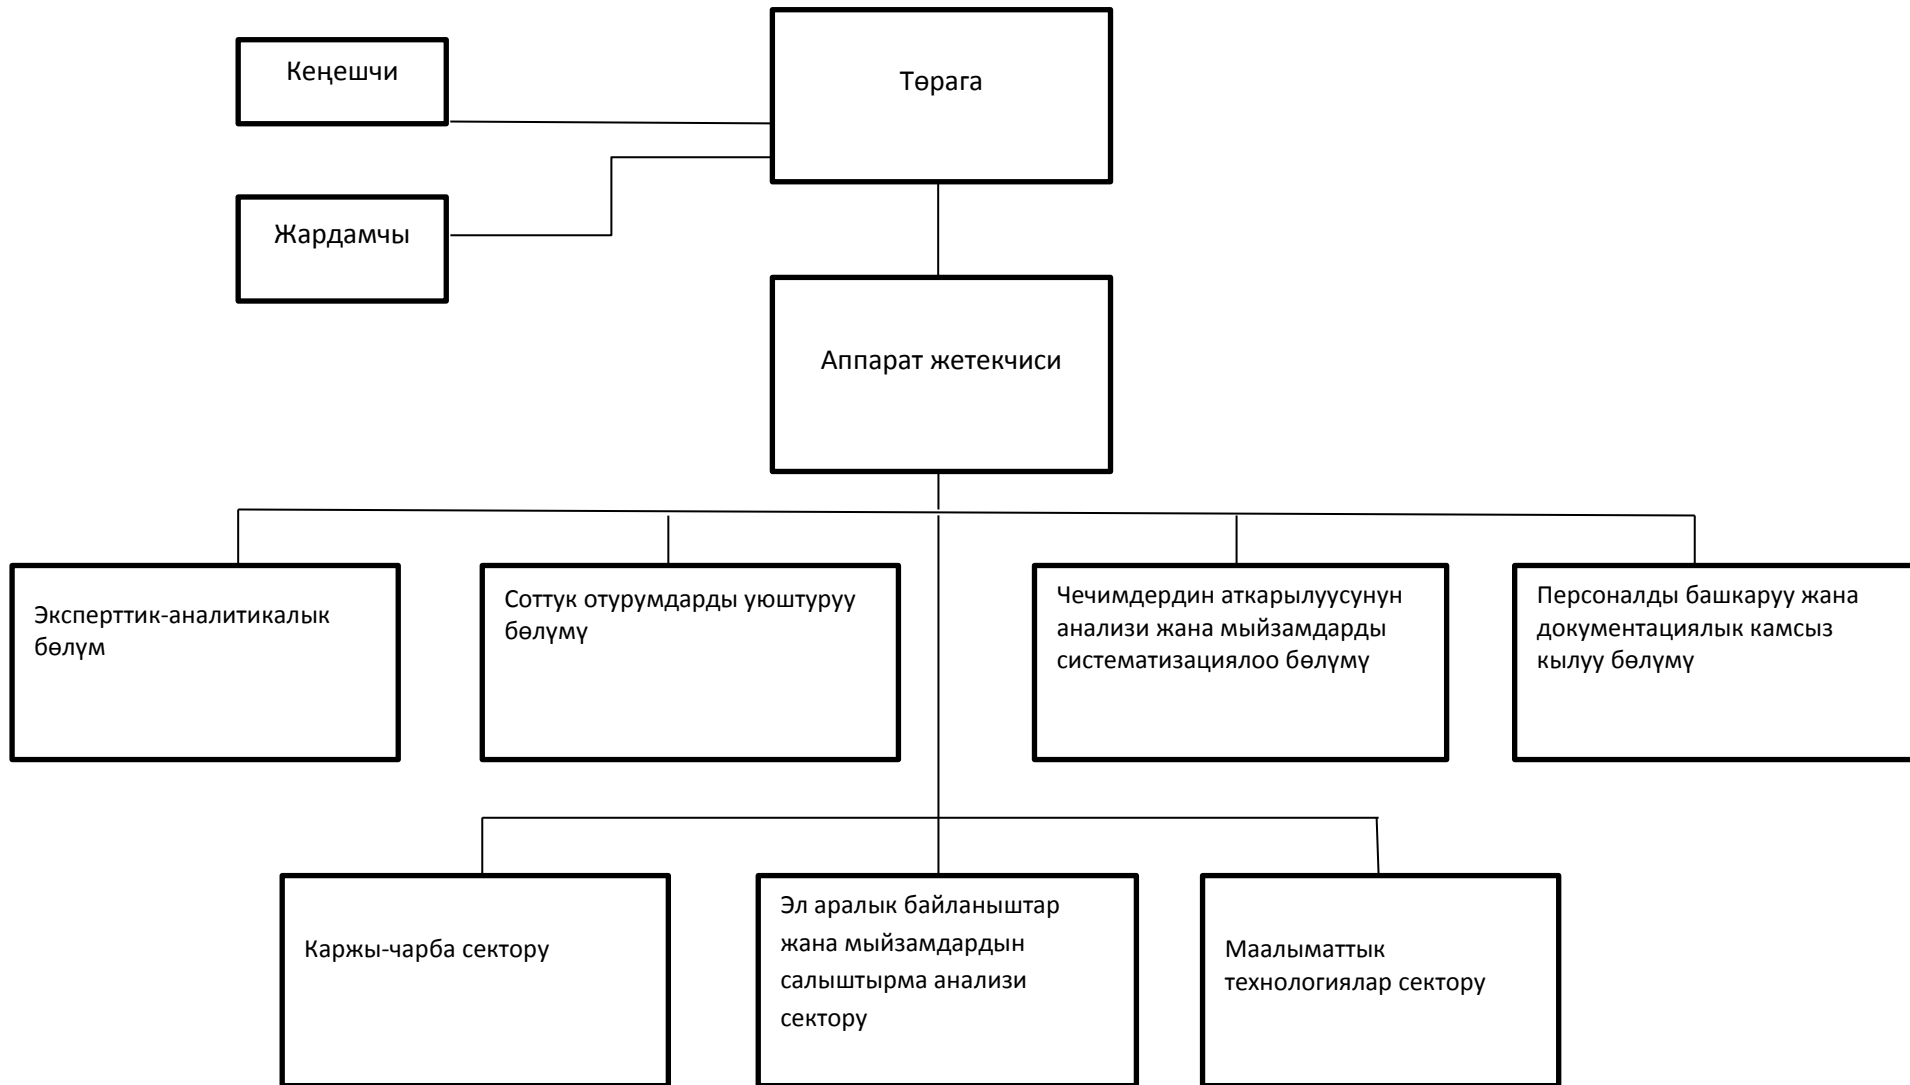 Кеңешчи
Төрага
Жардамчы
Аппарат жетекчиси
Эксперттик-аналитикалык
бөлүм
Соттук отурумдарды уюштуруу
бөлүмү
Чечимдердин аткарылуусунун
анализи жана мыйзамдарды
систематизациялоо бөлүмү
Персоналды башкаруу жана
документациялык камсыз
кылуу бөлүмү
Каржы-чарба сектору
Эл аралык байланыштар
жана мыйзамдардын
салыштырма анализи
сектору
Маалыматтык
технологиялар сектору